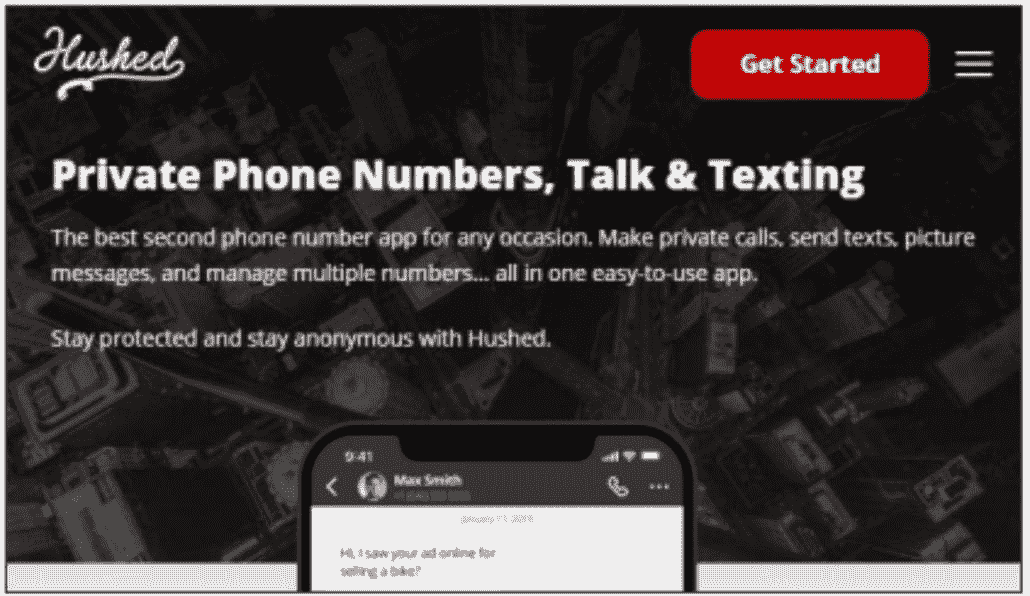 Hushed
Get Started
Private Phone Numbers, Talk & Texting
The best second phone number app for any occasion. Make private calls, send texts, picture
messages, and manage multiple numbers... all in one easy-to-use app.
Stay protected and stay anonymous with Hushed.
9:41
Max Smith
Hi, I saw your ad online for
selling a bike?